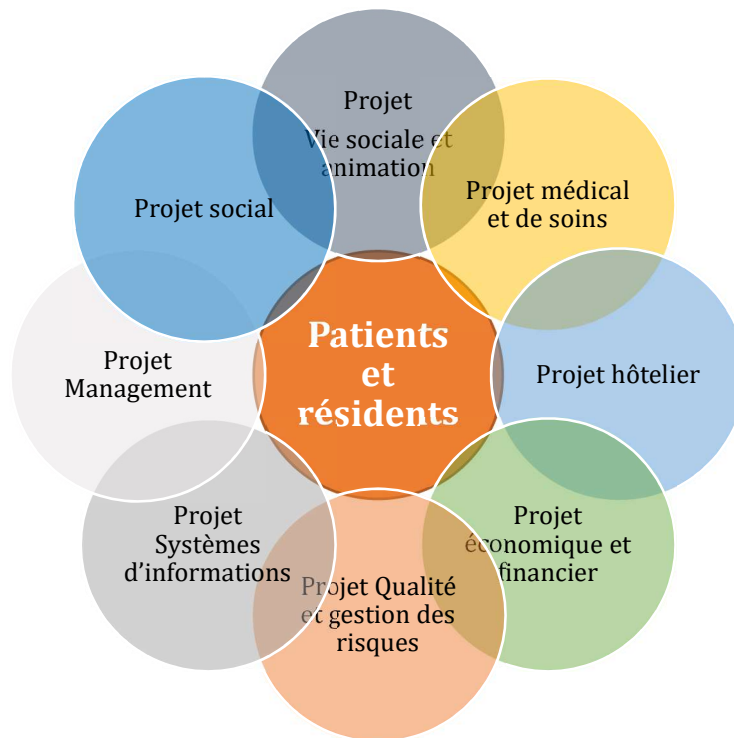 Projet
Vie sociale et
animation
Projet médical
et de soins
Projet hôtelier
Projet
économique et
financier
Projet Qualité
et gestion des
risques
Projet
Systèmes
d’informations
Projet
Management
Projet social
Patients
et
résidents